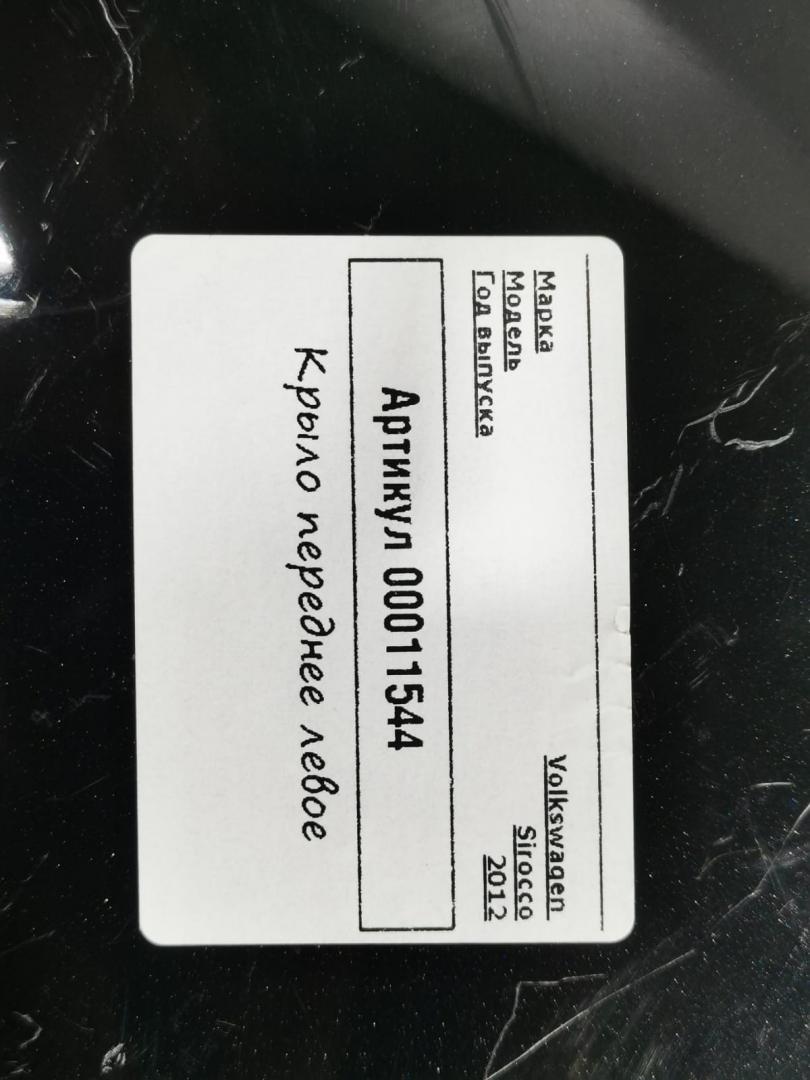 Марка Volkswagen
Модель Sirocco
Год выпуска 2012
Артикул 00011544
Крыло переднее левое